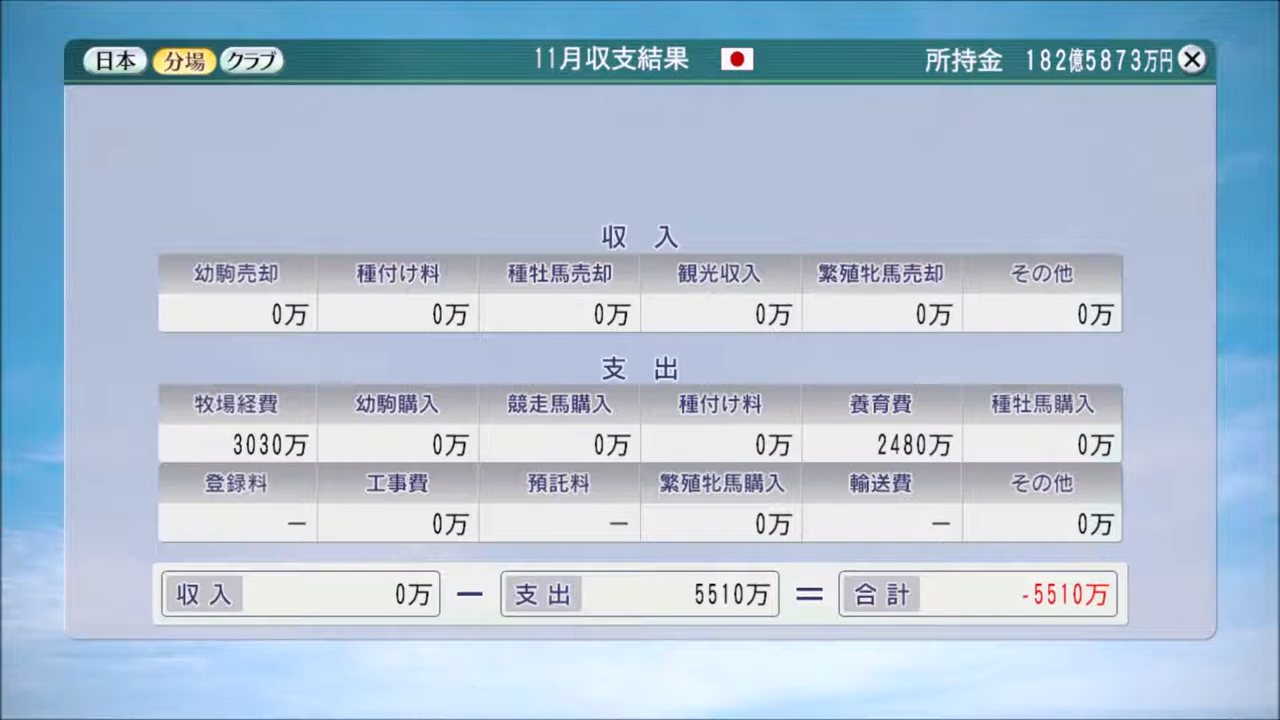 日本 分場 クラブ 11月収支結果 所持金 182億5873万円
収 入
幼駒売却 種付け料 種牡馬売却 観光収入 繁殖牝馬売却 その他
0万 0万 0万 0万 0万 0万
支 出
牧場経費 幼駒購入 競走馬購入 種付け料 養育費 種牡馬購入
3030万 0万 0万 0万 2480万 0万
登録料 工事費 預託料 繁殖牝馬購入 輸送費 その他
― 0万 ― 0万 ― 0万
収 入 0万 ― 支 出 5510万 ＝ 合 計 -5510万